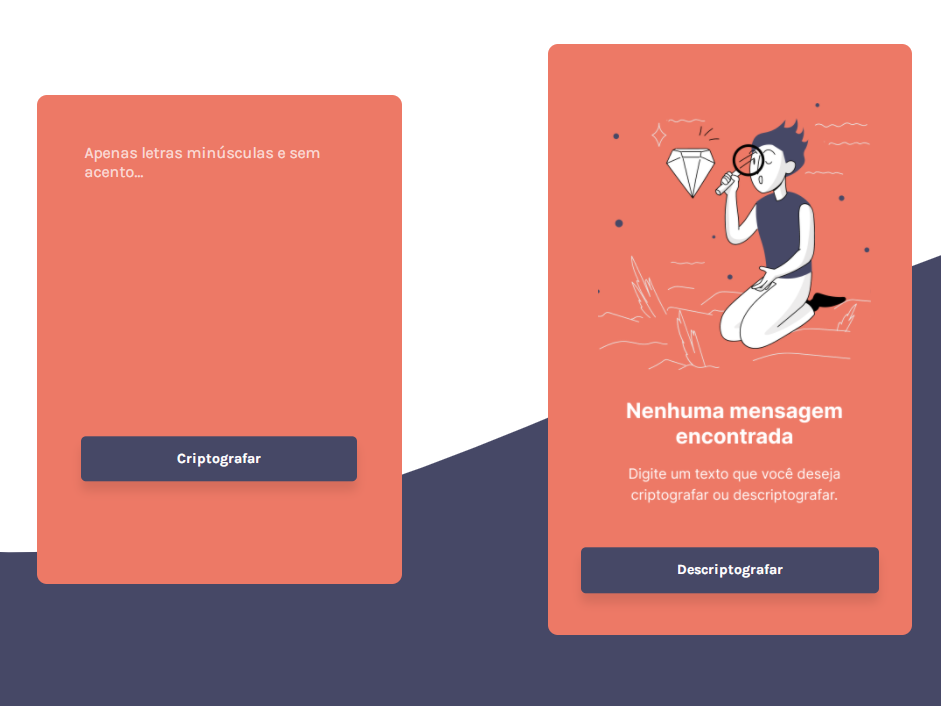 Apenas letras minúsculas e sem
acento...
Criptografar
Nenhuma mensagem
encontrada
Digite um texto que você deseja
criptografar ou descriptografar.
Descriptografar